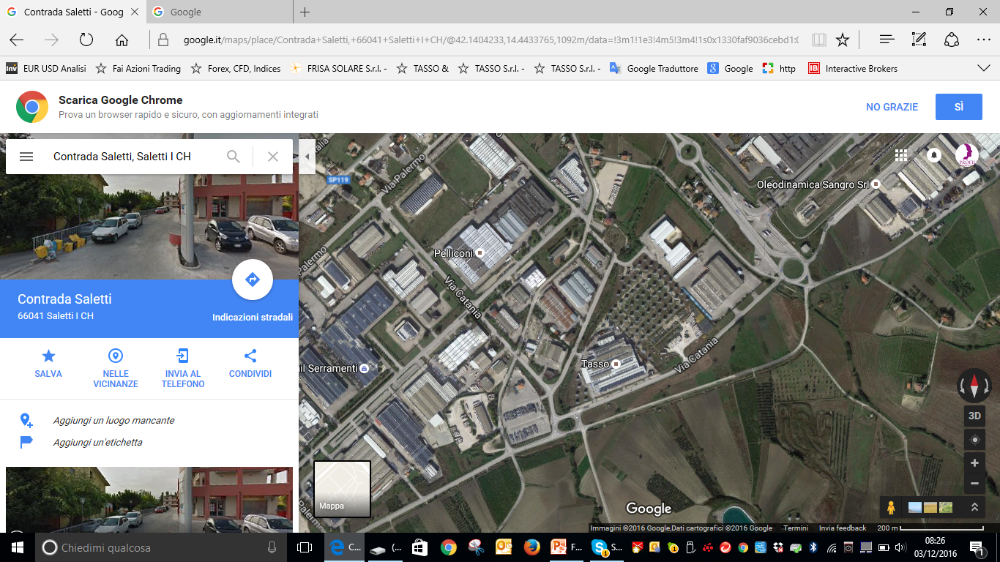 Contrada Saletti - Goog
Google
google.it/maps/place/Contrada+Saletti,+66041+Saletti+I+CH/@42.1404233,14.4433765,1092m/data=!3m1!1e3!4m5!3m4!1s0x1330faf9036cebd1:0
EUR USD Analisi
Fai Azioni Trading
Forex, CFD, Indices
FRISA SOLARE S.r.l. -
TASSO &
TASSO S.r.l. -
TASSO S.r.l. -
Google Traduttore
Google
http
Interactive Brokers
Scarica Google Chrome
Prova un browser rapido e sicuro, con aggiornamenti integrati
NO GRAZIE
SÌ
Contrada Saletti, Saletti I CH
Contrada Saletti
66041 Saletti I CH
Indicazioni stradali
SALVA
NELLE
VICINANZE
INVIA AL
TELEFONO
CONDIVIDI
Aggiungi un luogo mancante
Aggiungi un'etichetta
SP119
Via Palermo
Oleodinamica Sangro Srl
Pelliconi
Palermo
Via Catania
Tasso
Via Catania
nil Serramenti
Palermo
3D
Mappa
Google
Immagini ©2016 Google,Dati cartografici ©2016 Google
Termini
Invia feedback
200 m
Chiedimi qualcosa
C...
(...
F...
S...
08:26
03/12/2016